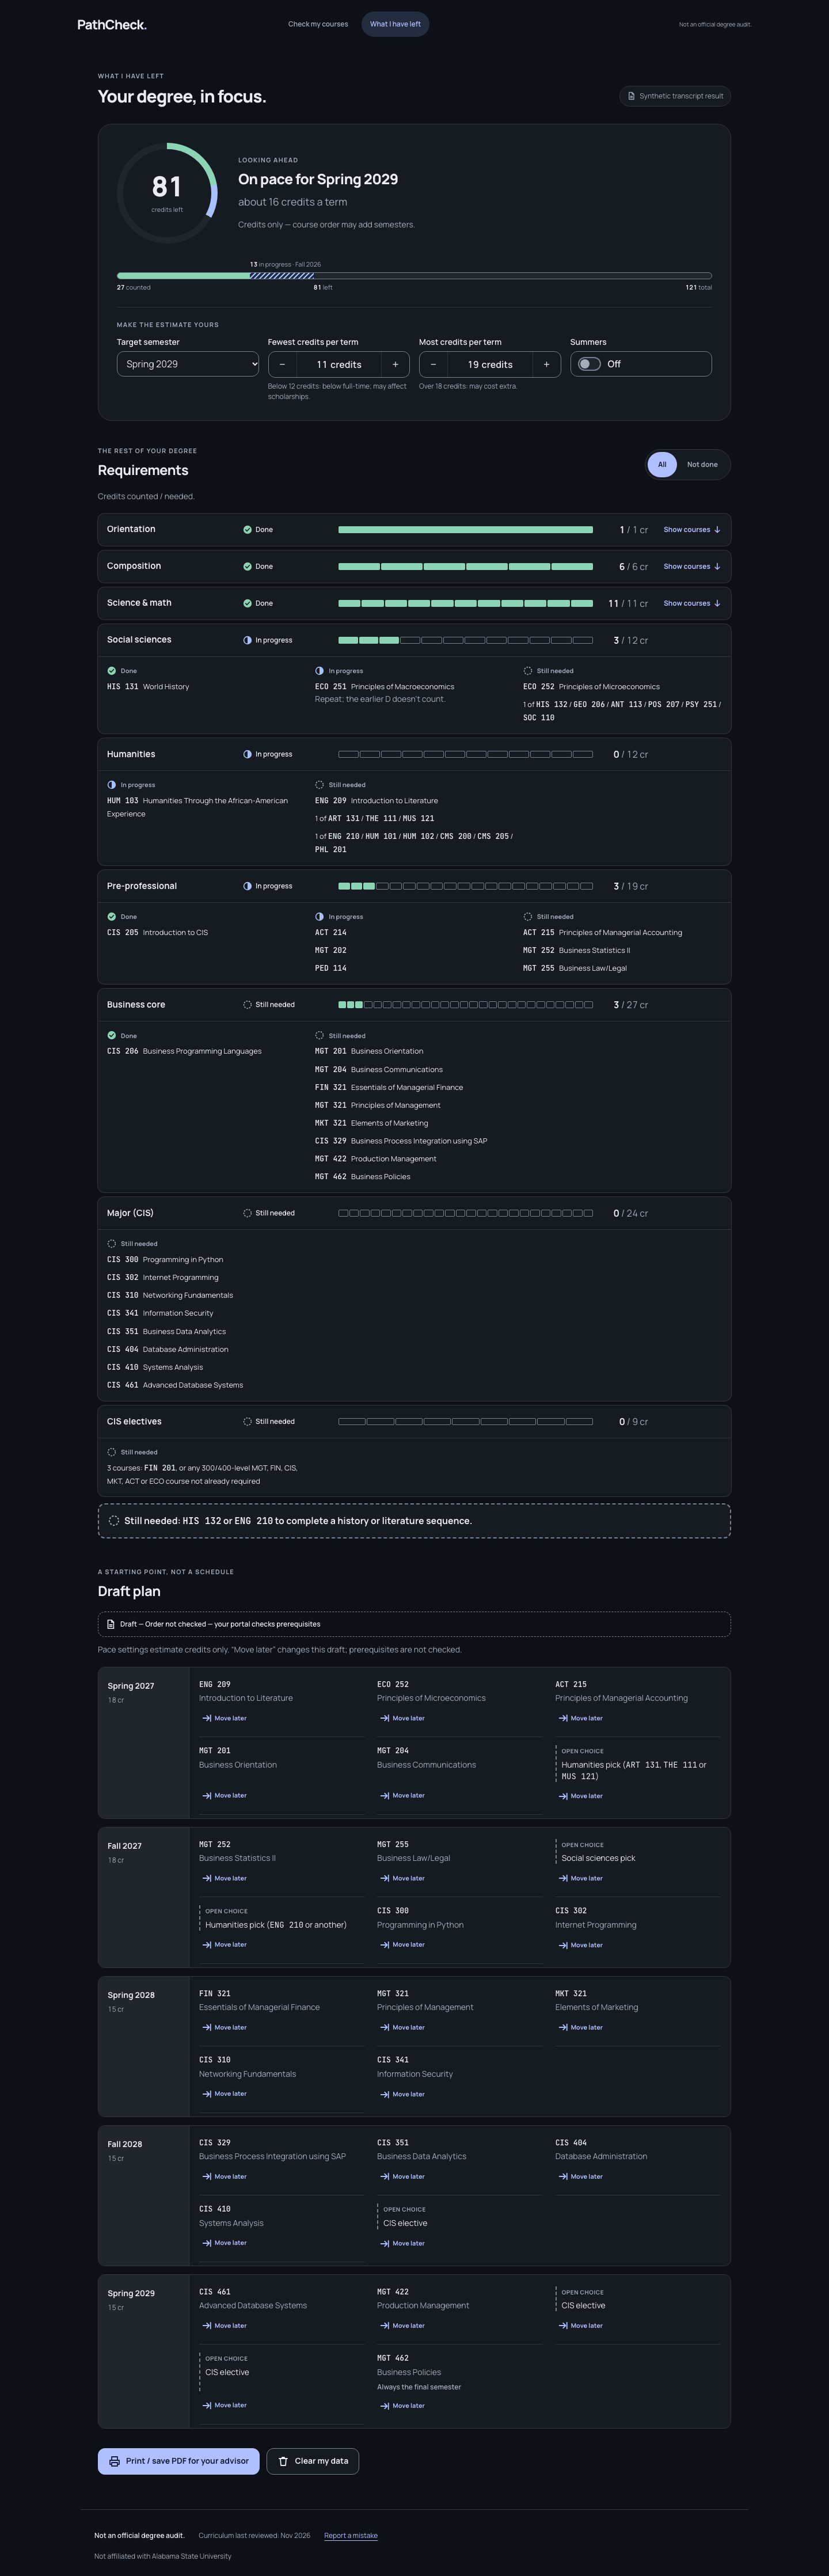 PathCheck.
Check my courses
What I have left
Not an official degree audit.
WHAT I HAVE LEFT
Your degree, in focus.
Synthetic transcript result
81
credits left
LOOKING AHEAD
On pace for Spring 2029
about 16 credits a term
Credits only — course order may add semesters.
13 in progress · Fall 2026
27 counted
81 left
121 total
MAKE THE ESTIMATE YOURS
Target semester
Spring 2029
Fewest credits per term
− 11 credits +
Below 12 credits: below full-time; may affect
scholarships.
Most credits per term
− 19 credits +
Over 18 credits: may cost extra.
Summers
Off
THE REST OF YOUR DEGREE
Requirements
All
Not done
Credits counted / needed.
Orientation Done 1 / 1 cr Show courses
Composition Done 6 / 6 cr Show courses
Science & math Done 11 / 11 cr Show courses
Social sciences In progress 3 / 12 cr
Done
HIS 131 World History
In progress
ECO 251 Principles of Macroeconomics
Repeat; the earlier D doesn't count.
Still needed
ECO 252 Principles of Microeconomics
1 of HIS 132 / GEO 206 / ANT 113 / POS 207 / PSY 251 /
SOC 110
Humanities In progress 0 / 12 cr
In progress
HUM 103 Humanities Through the African-American
Experience
Still needed
ENG 209 Introduction to Literature
1 of ART 131 / THE 111 / MUS 121
1 of ENG 210 / HUM 101 / HUM 102 / CMS 200 / CMS 205 /
PHL 201
Pre-professional In progress 3 / 19 cr
Done
CIS 205 Introduction to CIS
In progress
ACT 214
MGT 202
PED 114
Still needed
ACT 215 Principles of Managerial Accounting
MGT 252 Business Statistics II
MGT 255 Business Law/Legal
Business core Still needed 3 / 27 cr
Done
CIS 206 Business Programming Languages
Still needed
MGT 201 Business Orientation
MGT 204 Business Communications
FIN 321 Essentials of Managerial Finance
MGT 321 Principles of Management
MKT 321 Elements of Marketing
CIS 329 Business Process Integration using SAP
MGT 422 Production Management
MGT 462 Business Policies
Major (CIS) Still needed 0 / 24 cr
Still needed
CIS 300 Programming in Python
CIS 302 Internet Programming
CIS 310 Networking Fundamentals
CIS 341 Information Security
CIS 351 Business Data Analytics
CIS 404 Database Administration
CIS 410 Systems Analysis
CIS 461 Advanced Database Systems
CIS electives Still needed 0 / 9 cr
Still needed
3 courses: FIN 201, or any 300/400-level MGT, FIN, CIS,
MKT, ACT or ECO course not already required
Still needed: HIS 132 or ENG 210 to complete a history or literature sequence.
A STARTING POINT, NOT A SCHEDULE
Draft plan
Draft — Order not checked — your portal checks prerequisites
Pace settings estimate credits only. "Move later" changes this draft; prerequisites are not checked.
Spring 2027
18 cr
ENG 209
Introduction to Literature
Move later
ECO 252
Principles of Microeconomics
Move later
ACT 215
Principles of Managerial Accounting
Move later
MGT 201
Business Orientation
Move later
MGT 204
Business Communications
Move later
OPEN CHOICE
Humanities pick (ART 131, THE 111 or
MUS 121)
Move later
Fall 2027
18 cr
MGT 252
Business Statistics II
Move later
MGT 255
Business Law/Legal
Move later
OPEN CHOICE
Social sciences pick
Move later
OPEN CHOICE
Humanities pick (ENG 210 or another)
Move later
CIS 300
Programming in Python
Move later
CIS 302
Internet Programming
Move later
Spring 2028
15 cr
FIN 321
Essentials of Managerial Finance
Move later
MGT 321
Principles of Management
Move later
MKT 321
Elements of Marketing
Move later
CIS 310
Networking Fundamentals
Move later
CIS 341
Information Security
Move later
Fall 2028
15 cr
CIS 329
Business Process Integration using SAP
Move later
CIS 351
Business Data Analytics
Move later
CIS 404
Database Administration
Move later
CIS 410
Systems Analysis
Move later
OPEN CHOICE
CIS elective
Move later
Spring 2029
15 cr
CIS 461
Advanced Database Systems
Move later
MGT 422
Production Management
Move later
OPEN CHOICE
CIS elective
Move later
OPEN CHOICE
CIS elective
Move later
MGT 462
Business Policies
Always the final semester
Move later
Print / save PDF for your advisor
Clear my data
Not an official degree audit.
Curriculum last reviewed: Nov 2026
Report a mistake
Not affiliated with Alabama State University